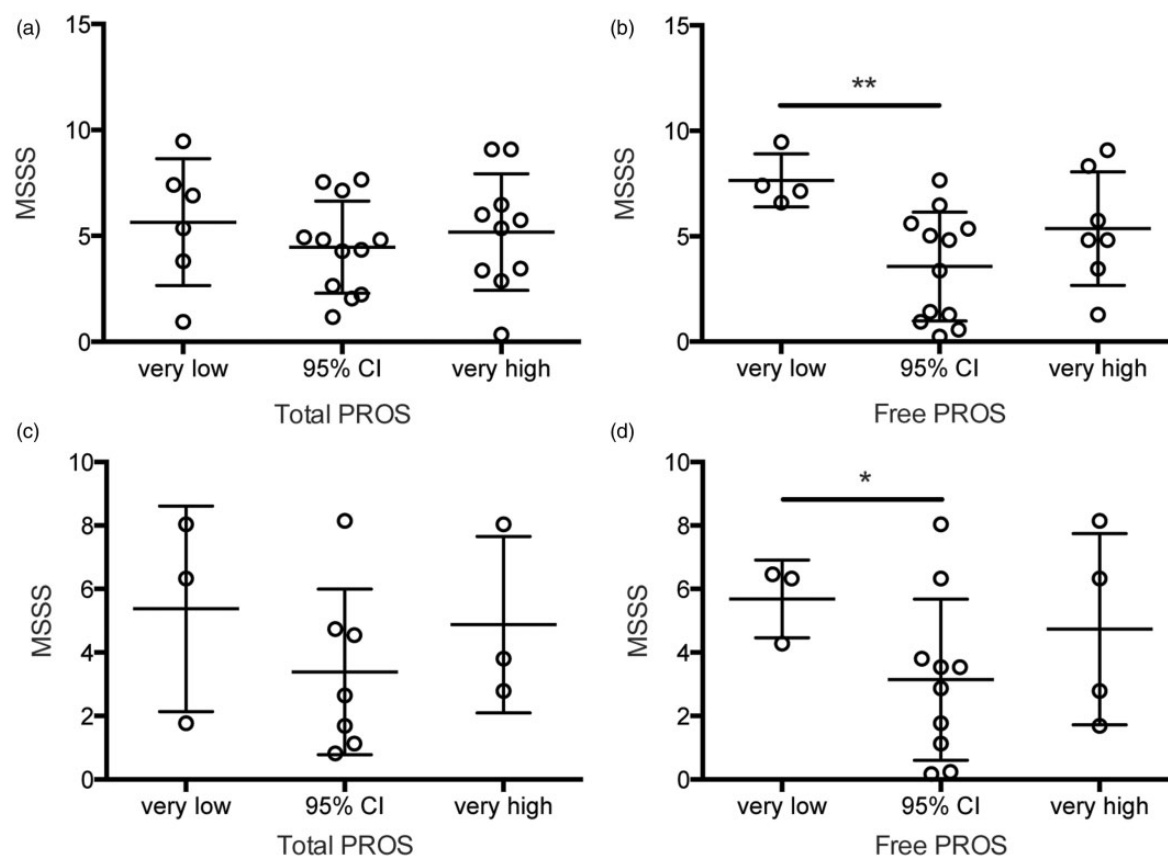 (a)
15
10
5
0
MSSS
very low 95% CI very high
Total PROS
(b)
15
10
5
0
MSSS
**
very low 95% CI very high
Free PROS
(c)
10
8
6
4
2
0
MSSS
very low 95% CI very high
Total PROS
(d)
10
8
6
4
2
0
MSSS
*
very low 95% CI very high
Free PROS